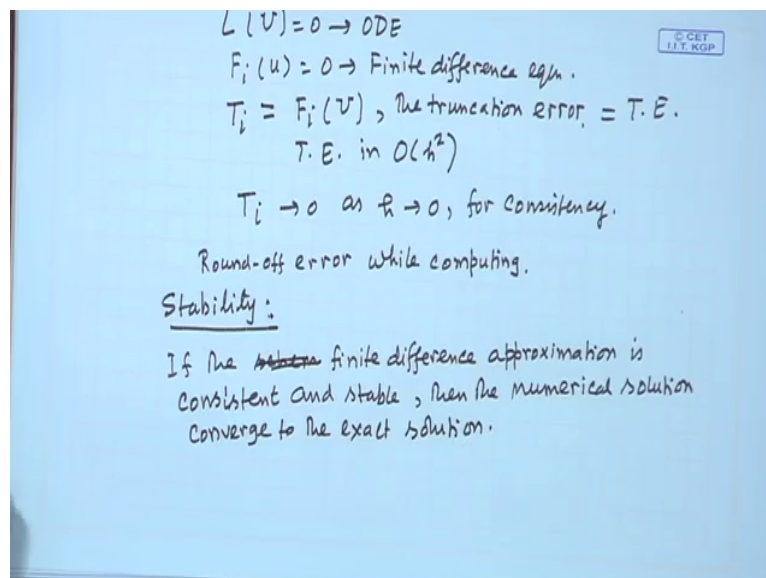 L(V) = 0 → ODE
© CET
I.I.T. KGP
Fᵢ(u) = 0 → Finite difference eqn.
Tᵢ = Fᵢ(V), the truncation error. = T.E.
T.E. in O(h²)
Tᵢ → 0 as h → 0, for consistency.
Round-off error while computing.
Stability:
If the finite difference approximation is
consistent and stable, then the numerical solution
converge to the exact solution.